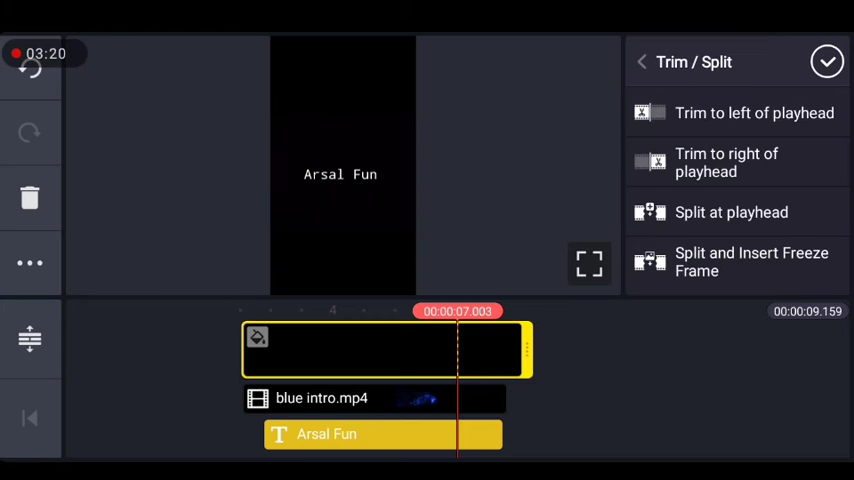 03:20
Trim / Split
Trim to left of playhead
Trim to right of
playhead
Arsal Fun
Split at playhead
Split and Insert Freeze
Frame
4
00:00:07.003
00:00:09.159
blue intro.mp4
T Arsal Fun